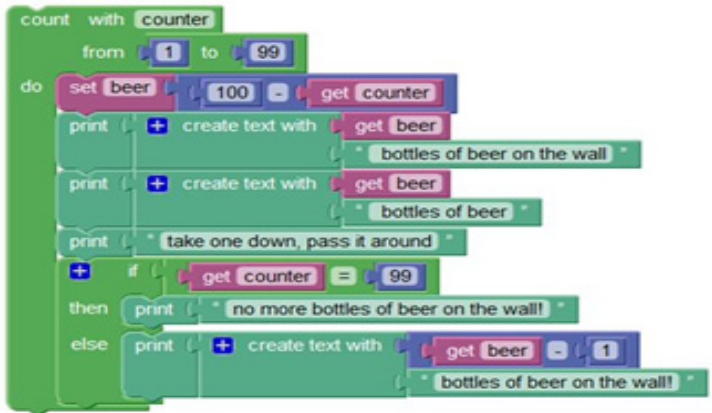 count with counter
from 1 to 99
do set beer 100 - get counter
print + create text with get beer
" bottles of beer on the wall "
print + create text with get beer
" bottles of beer "
print " take one down, pass it around "
+ if get counter = 99
then print " no more bottles of beer on the wall! "
else print + create text with get beer - 1
" bottles of beer on the wall! "